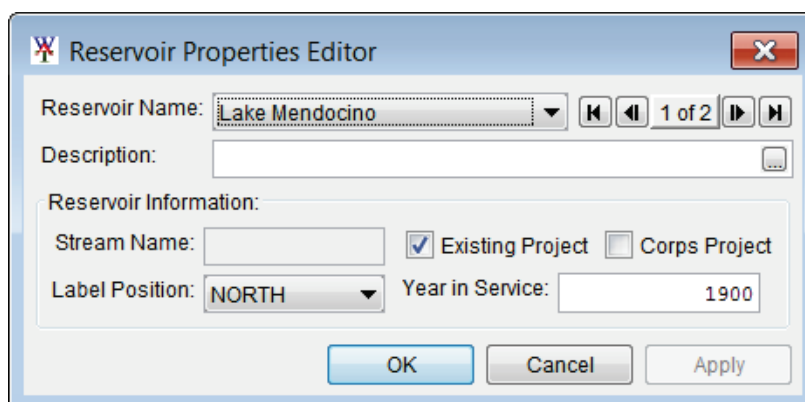 Reservoir Properties Editor
Reservoir Name: Lake Mendocino 1 of 2
Description: ...
Reservoir Information:
Stream Name: Existing Project Corps Project
Label Position: NORTH Year in Service: 1900
OK Cancel Apply